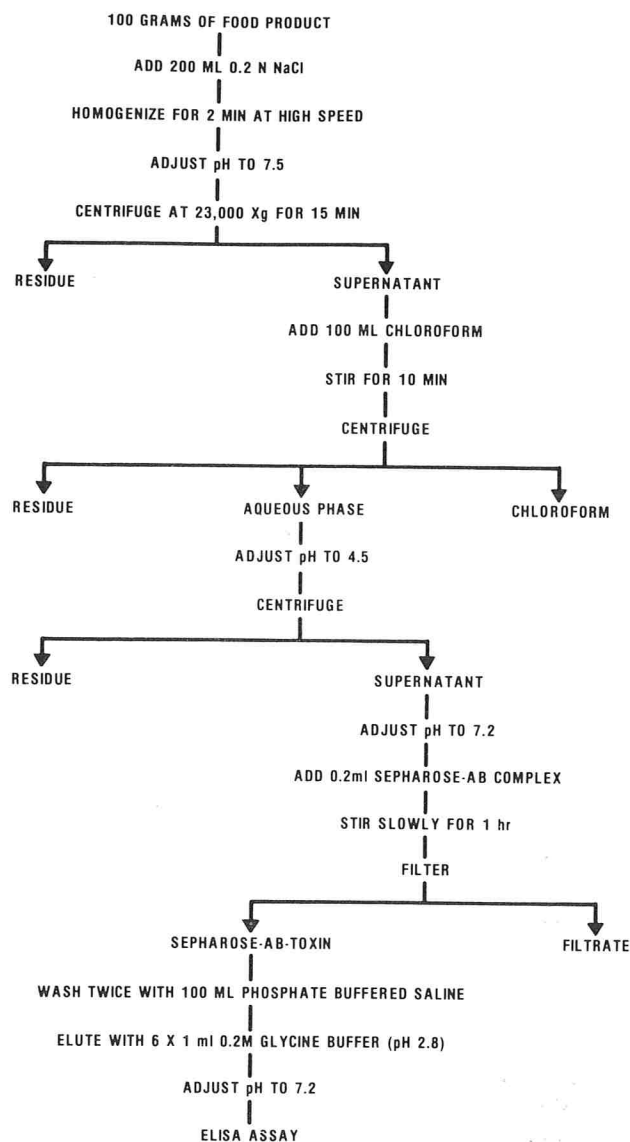 100 GRAMS OF FOOD PRODUCT
ADD 200 ML 0.2 N NaCl
HOMOGENIZE FOR 2 MIN AT HIGH SPEED
ADJUST pH TO 7.5
CENTRIFUGE AT 23,000 Xg FOR 15 MIN
RESIDUE
SUPERNATANT
ADD 100 ML CHLOROFORM
STIR FOR 10 MIN
CENTRIFUGE
RESIDUE
AQUEOUS PHASE
CHLOROFORM
ADJUST pH TO 4.5
CENTRIFUGE
RESIDUE
SUPERNATANT
ADJUST pH TO 7.2
ADD 0.2ml SEPHAROSE-AB COMPLEX
STIR SLOWLY FOR 1 hr
FILTER
SEPHAROSE-AB-TOXIN
FILTRATE
WASH TWICE WITH 100 ML PHOSPHATE BUFFERED SALINE
ELUTE WITH 6 X 1 ml 0.2M GLYCINE BUFFER (pH 2.8)
ADJUST pH TO 7.2
ELISA ASSAY